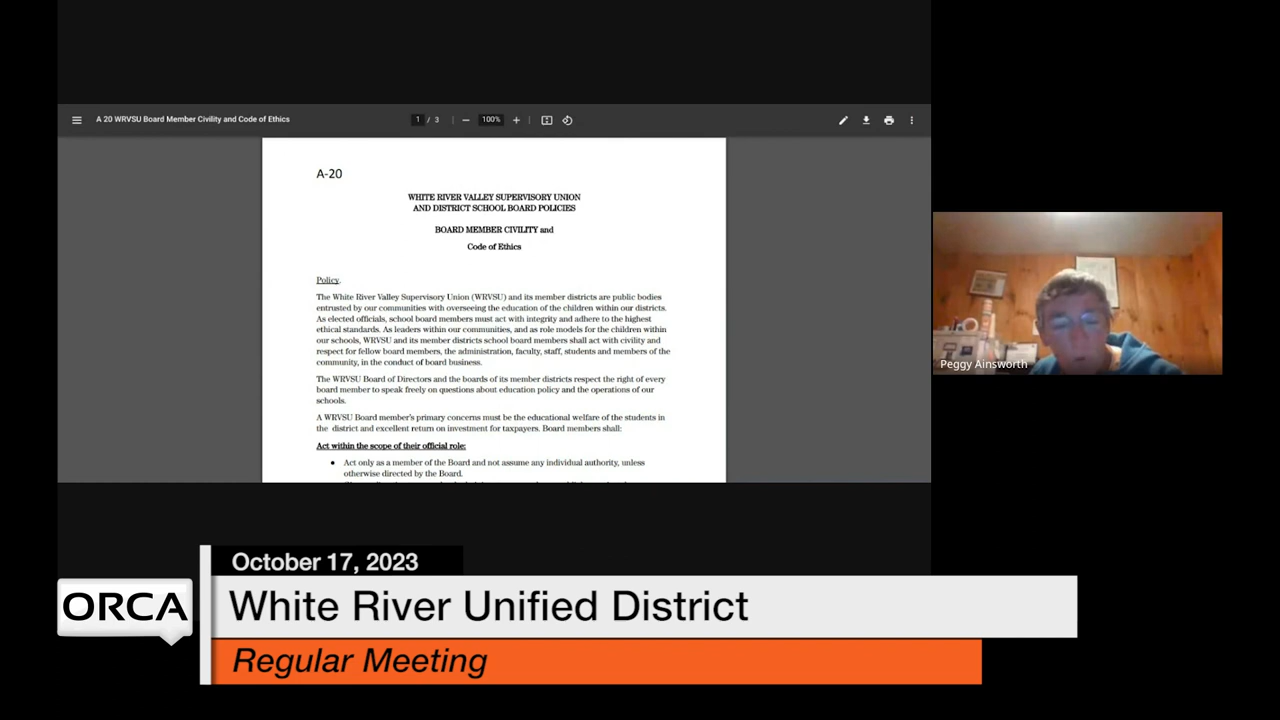 A 20 WRVSU Board Member Civility and Code of Ethics
1 / 3
100%
A-20
WHITE RIVER VALLEY SUPERVISORY UNION
AND DISTRICT SCHOOL BOARD POLICIES
BOARD MEMBER CIVILITY and
Code of Ethics
Policy.
The White River Valley Supervisory Union (WRVSU) and its member districts are public bodies
entrusted by our communities with overseeing the education of the children within our districts.
As elected officials, school board members must act with integrity and adhere to the highest
ethical standards. As leaders within our communities, and as role models for the children within
our schools, WRVSU and its member districts school board members shall act with civility and
respect for fellow board members, the administration, faculty, staff, students and members of the
community, in the conduct of board business.
The WRVSU Board of Directors and the boards of its member districts respect the right of every
board member to speak freely on questions about education policy and the operations of our
schools.
A WRVSU Board member's primary concerns must be the educational welfare of the students in
the district and excellent return on investment for taxpayers. Board members shall:
Act within the scope of their official role:
● Act only as a member of the Board and not assume any individual authority, unless
otherwise directed by the Board.
Peggy Ainsworth
October 17, 2023
ORCA
White River Unified District
Regular Meeting